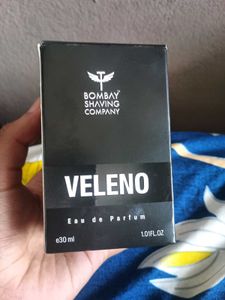 BOMBAY
SHAVING
COMPANY
VELENO
Eau de Parfum
e30 ml 1.01FL.OZ